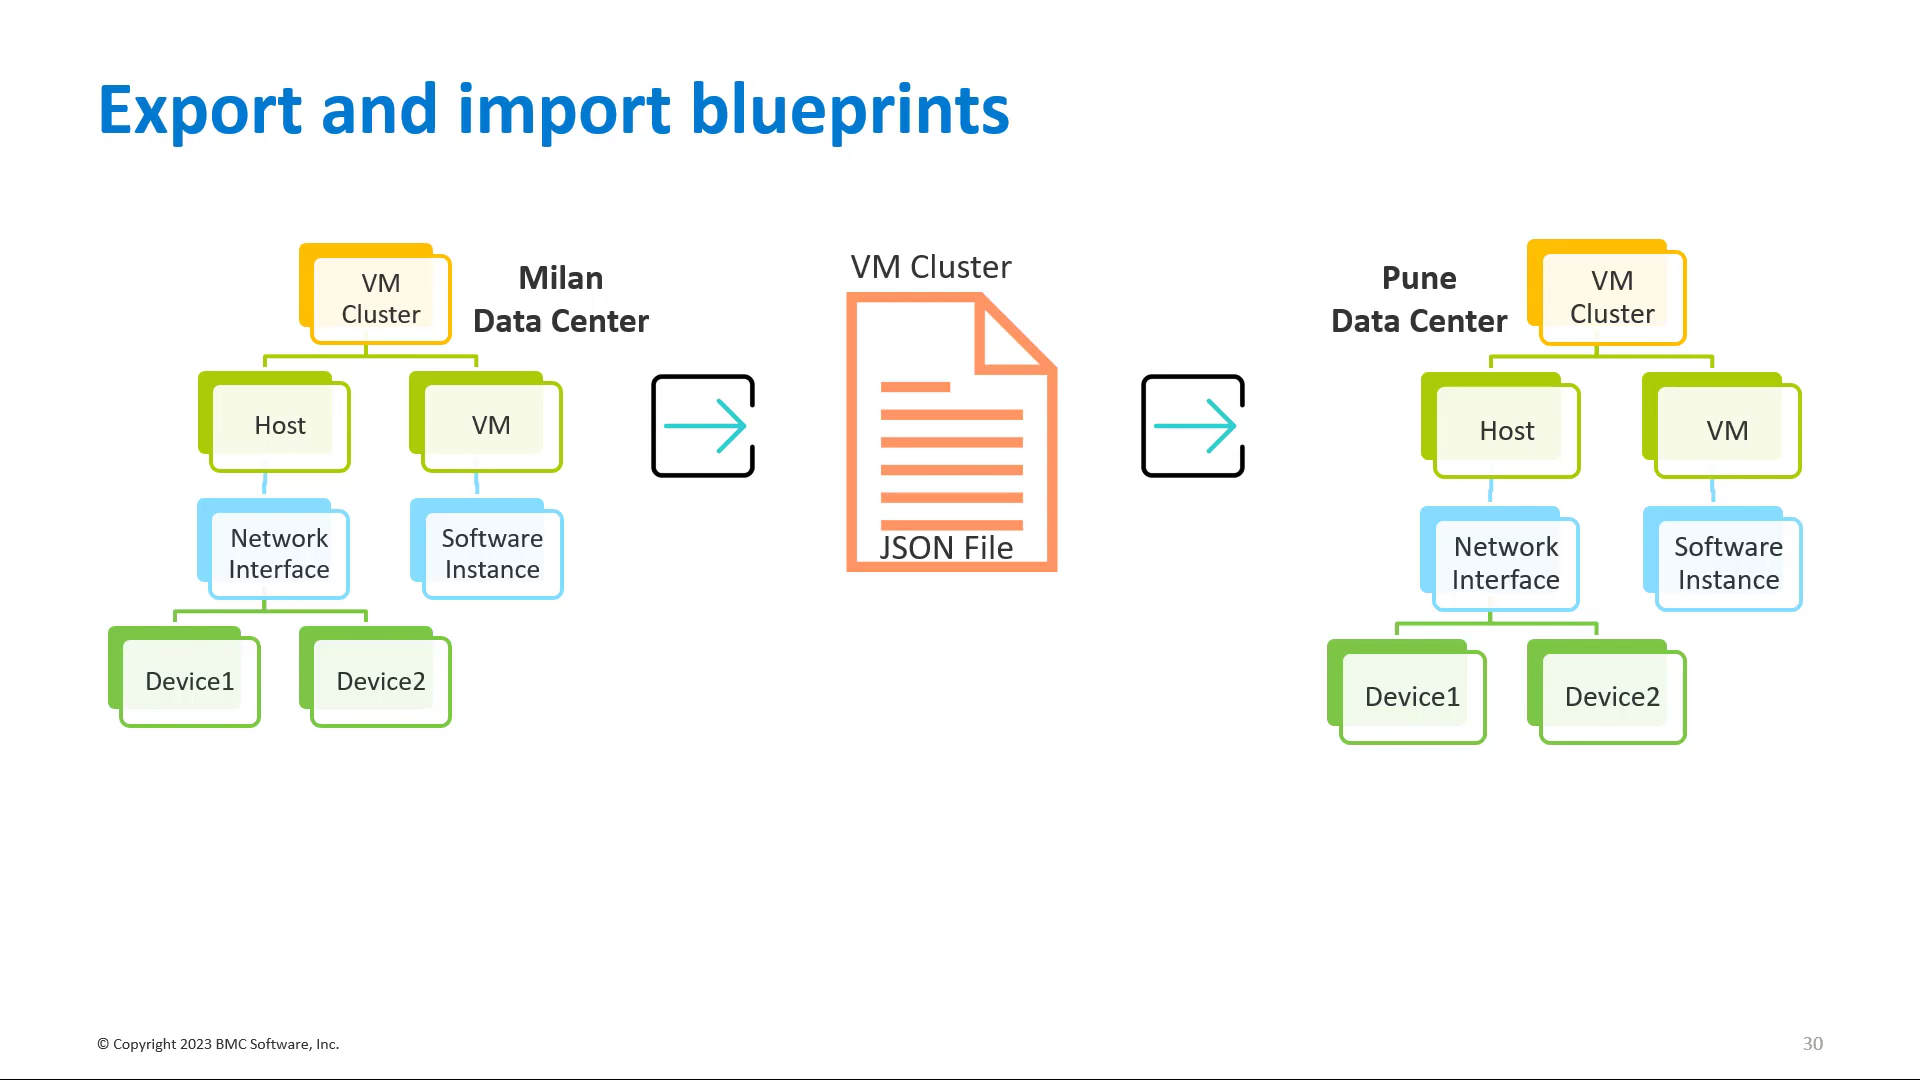 Export and import blueprints
VM
Cluster
Milan
Data Center
Host
VM
Network
Interface
Software
Instance
Device1
Device2
VM Cluster
JSON File
Pune
Data Center
VM
Cluster
Host
VM
Network
Interface
Software
Instance
Device1
Device2
© Copyright 2023 BMC Software, Inc.
30